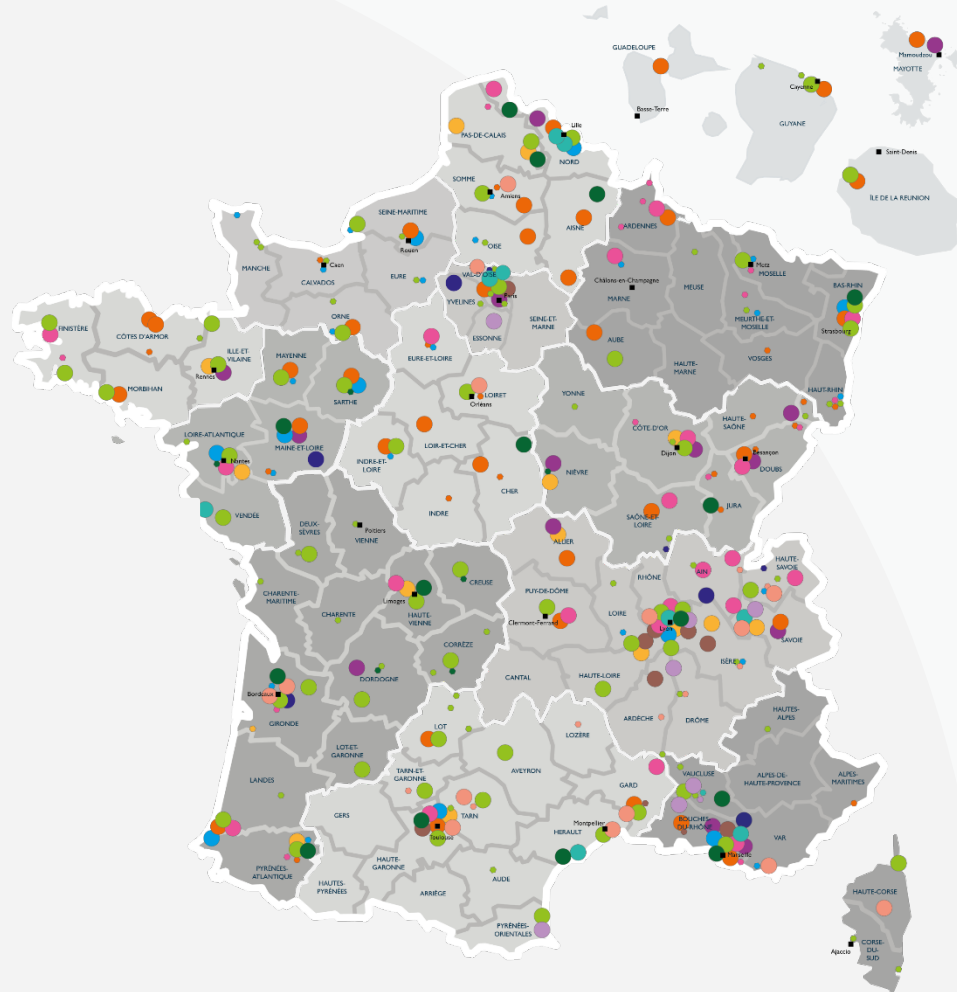 GUADELOUPE
Basse-Terre
Cayenne
GUYANE
Mamoudzou
MAYOTTE
Saint-Denis
ÎLE DE LA REUNION
PAS-DE-CALAIS
Lille
NORD
SOMME
Amiens
AISNE
SEINE-MARITIME
Rouen
OISE
ARDENNES
MANCHE
Caen
CALVADOS
EURE
VAL-D'OISE
YVELINES
Paris
ESSONNE
SEINE-ET-
MARNE
Châlons-en-Champagne
MARNE
MEUSE
Metz
MOSELLE
MEURTHE-ET-
MOSELLE
BAS-RHIN
Strasbourg
FINISTÈRE
CÔTES D'ARMOR
ILLE-ET-
VILAINE
Rennes
MORBIHAN
ORNE
MAYENNE
SARTHE
EURE-ET-LOIRE
AUBE
HAUTE-
MARNE
VOSGES
HAUT-RHIN
LOIRET
Orléans
YONNE
LOIRE-ATLANTIQUE
Nantes
MAINE-ET-LOIRE
INDRE-ET-
LOIRE
LOIR-ET-CHER
CHER
INDRE
NIÈVRE
CÔTE-D'OR
Dijon
HAUTE-
SAÔNE
Besançon
DOUBS
JURA
SAÔNE-ET
LOIRE
VENDÉE
DEUX-
SÈVRES
Poitiers
VIENNE
ALLIER
CHARENTE-
MARITIME
CHARENTE
Limoges
HAUTE-
VIENNE
CREUSE
CORRÈZE
PUY-DE-DÔME
Clermont-Ferrand
LOIRE
RHÔNE
Lyon
AIN
HAUTE-
SAVOIE
SAVOIE
ISÈRE
Bordeaux
GIRONDE
DORDOGNE
CANTAL
HAUTE-LOIRE
ARDÈCHE
DRÔME
HAUTES-
ALPES
LANDES
LOT-ET-
GARONNE
LOT
AVEYRON
LOZÈRE
TARN-ET-
GARONNE
GERS
TARN
Toulouse
GARD
Montpellier
HERAULT
VAUCLUSE
ALPES-DE-
HAUTE-PROVENCE
ALPES-
MARITIMES
BOUCHES-
DU-RHÔNE
Marseille
VAR
PYRÉNÉES-
ATLANTIQUE
HAUTES-
PYRÉNÉES
HAUTE-
GARONNE
ARRIÈGE
AUDE
PYRÉNÉES-
ORIENTALES
HAUTE-CORSE
Ajaccio
CORSE-
DU-
SUD